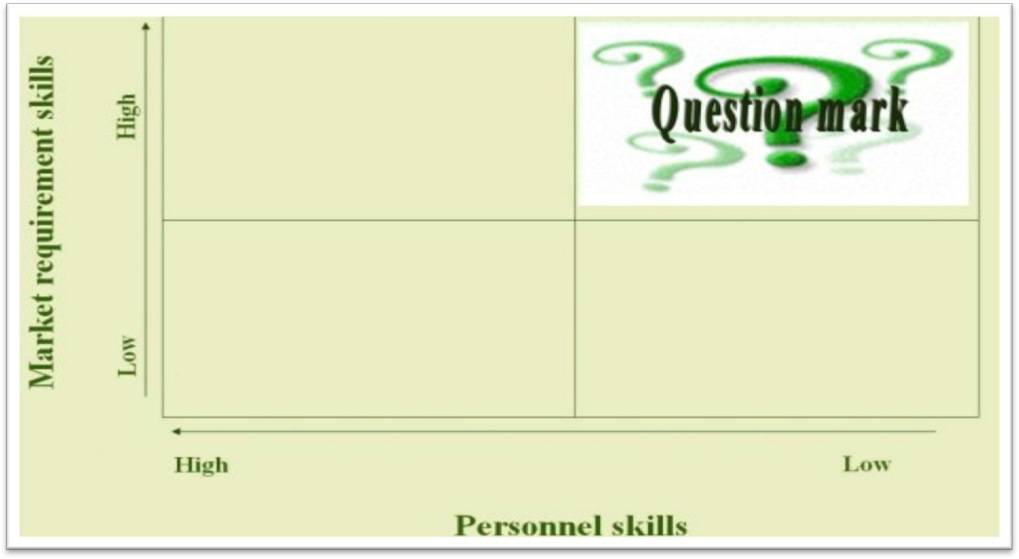 Market requirement skills
High
Low
Question mark
High
Low
Personnel skills